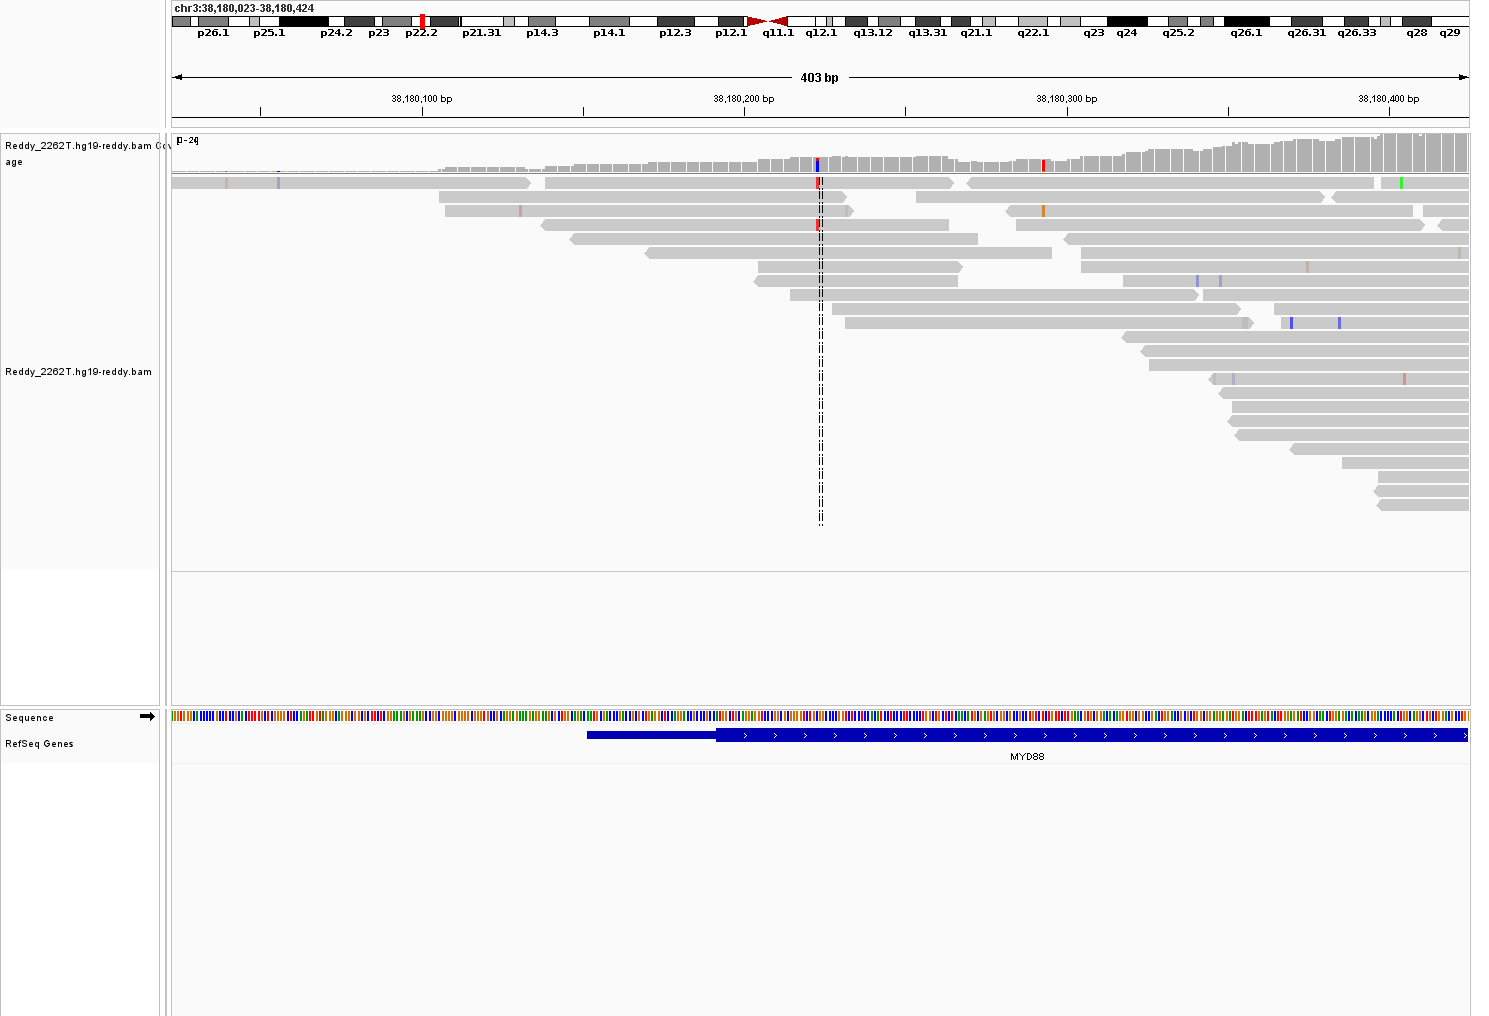 chr3:38,180,023-38,180,424
p26.1 p25.1 p24.2 p23 p22.2 p21.31 p14.3 p14.1 p12.3 p12.1 q11.1 q12.1 q13.12 q13.31 q21.1 q22.1 q23 q24 q25.2 q26.1 q26.31 q26.33 q28 q29
403 bp
38,180,100 bp 38,180,200 bp 38,180,300 bp 38,180,400 bp
Reddy_2262T.hg19-reddy.bam Cov
age
[0-24]
Reddy_2262T.hg19-reddy.bam
Sequence
RefSeq Genes
MYD88